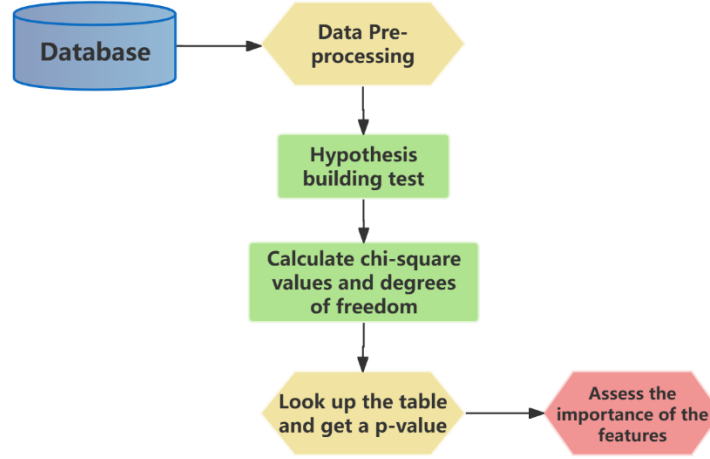 Database
Data Pre-
processing
Hypothesis
building test
Calculate chi-square
values and degrees
of freedom
Look up the table
and get a p-value
Assess the
importance of the
features